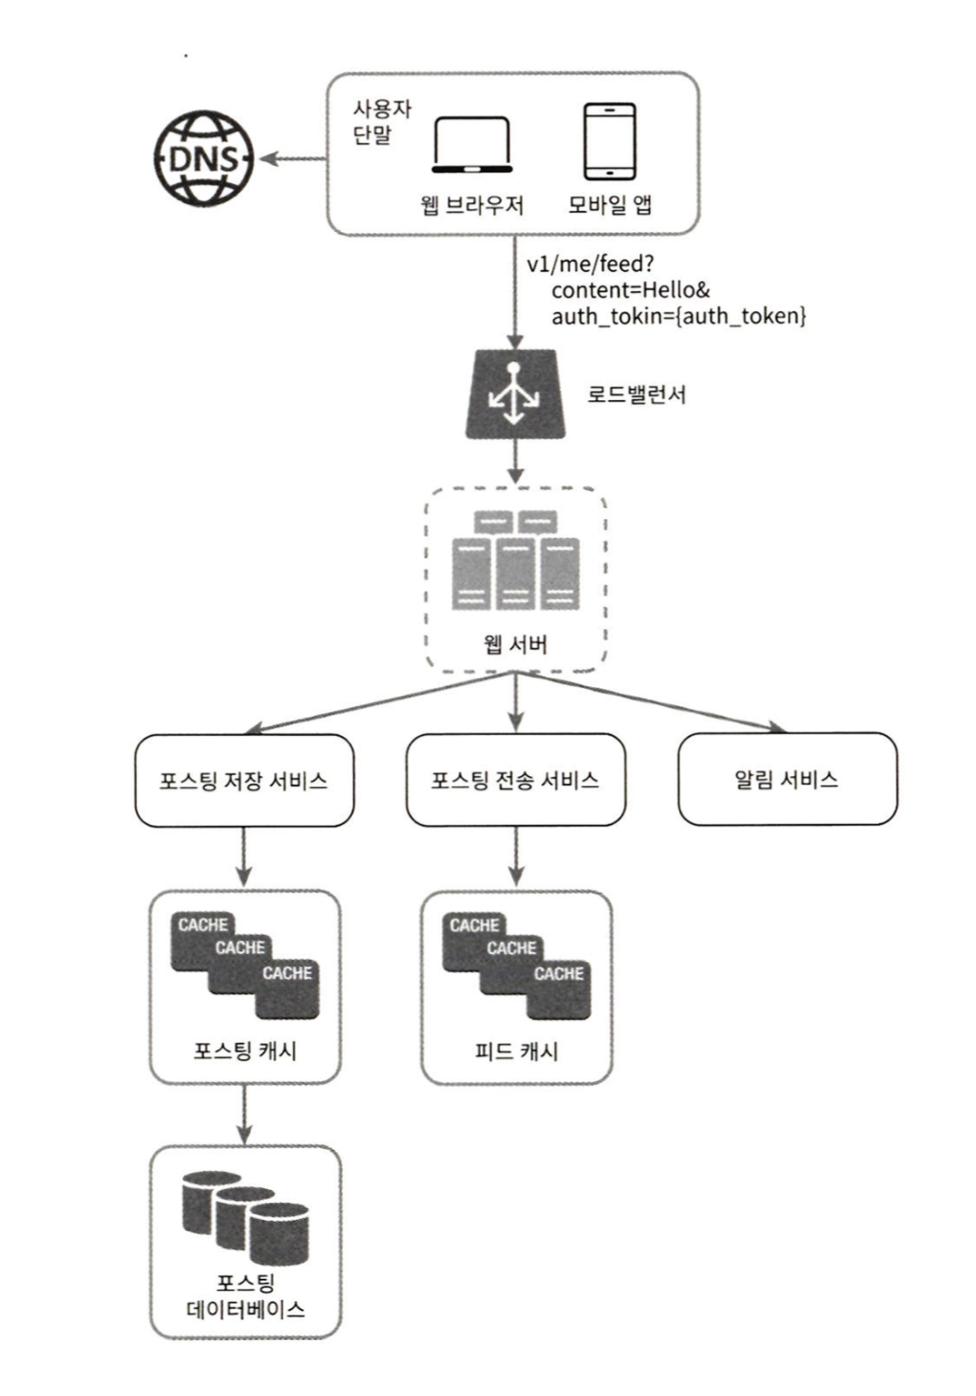 사용자
단말
DNS
웹 브라우저
모바일 앱
v1/me/feed?
content=Hello&
auth_tokin={auth_token}
로드밸런서
웹 서버
포스팅 저장 서비스
포스팅 전송 서비스
알림 서비스
CACHE
CACHE
CACHE
포스팅 캐시
CACHE
CACHE
CACHE
피드 캐시
포스팅
데이터베이스